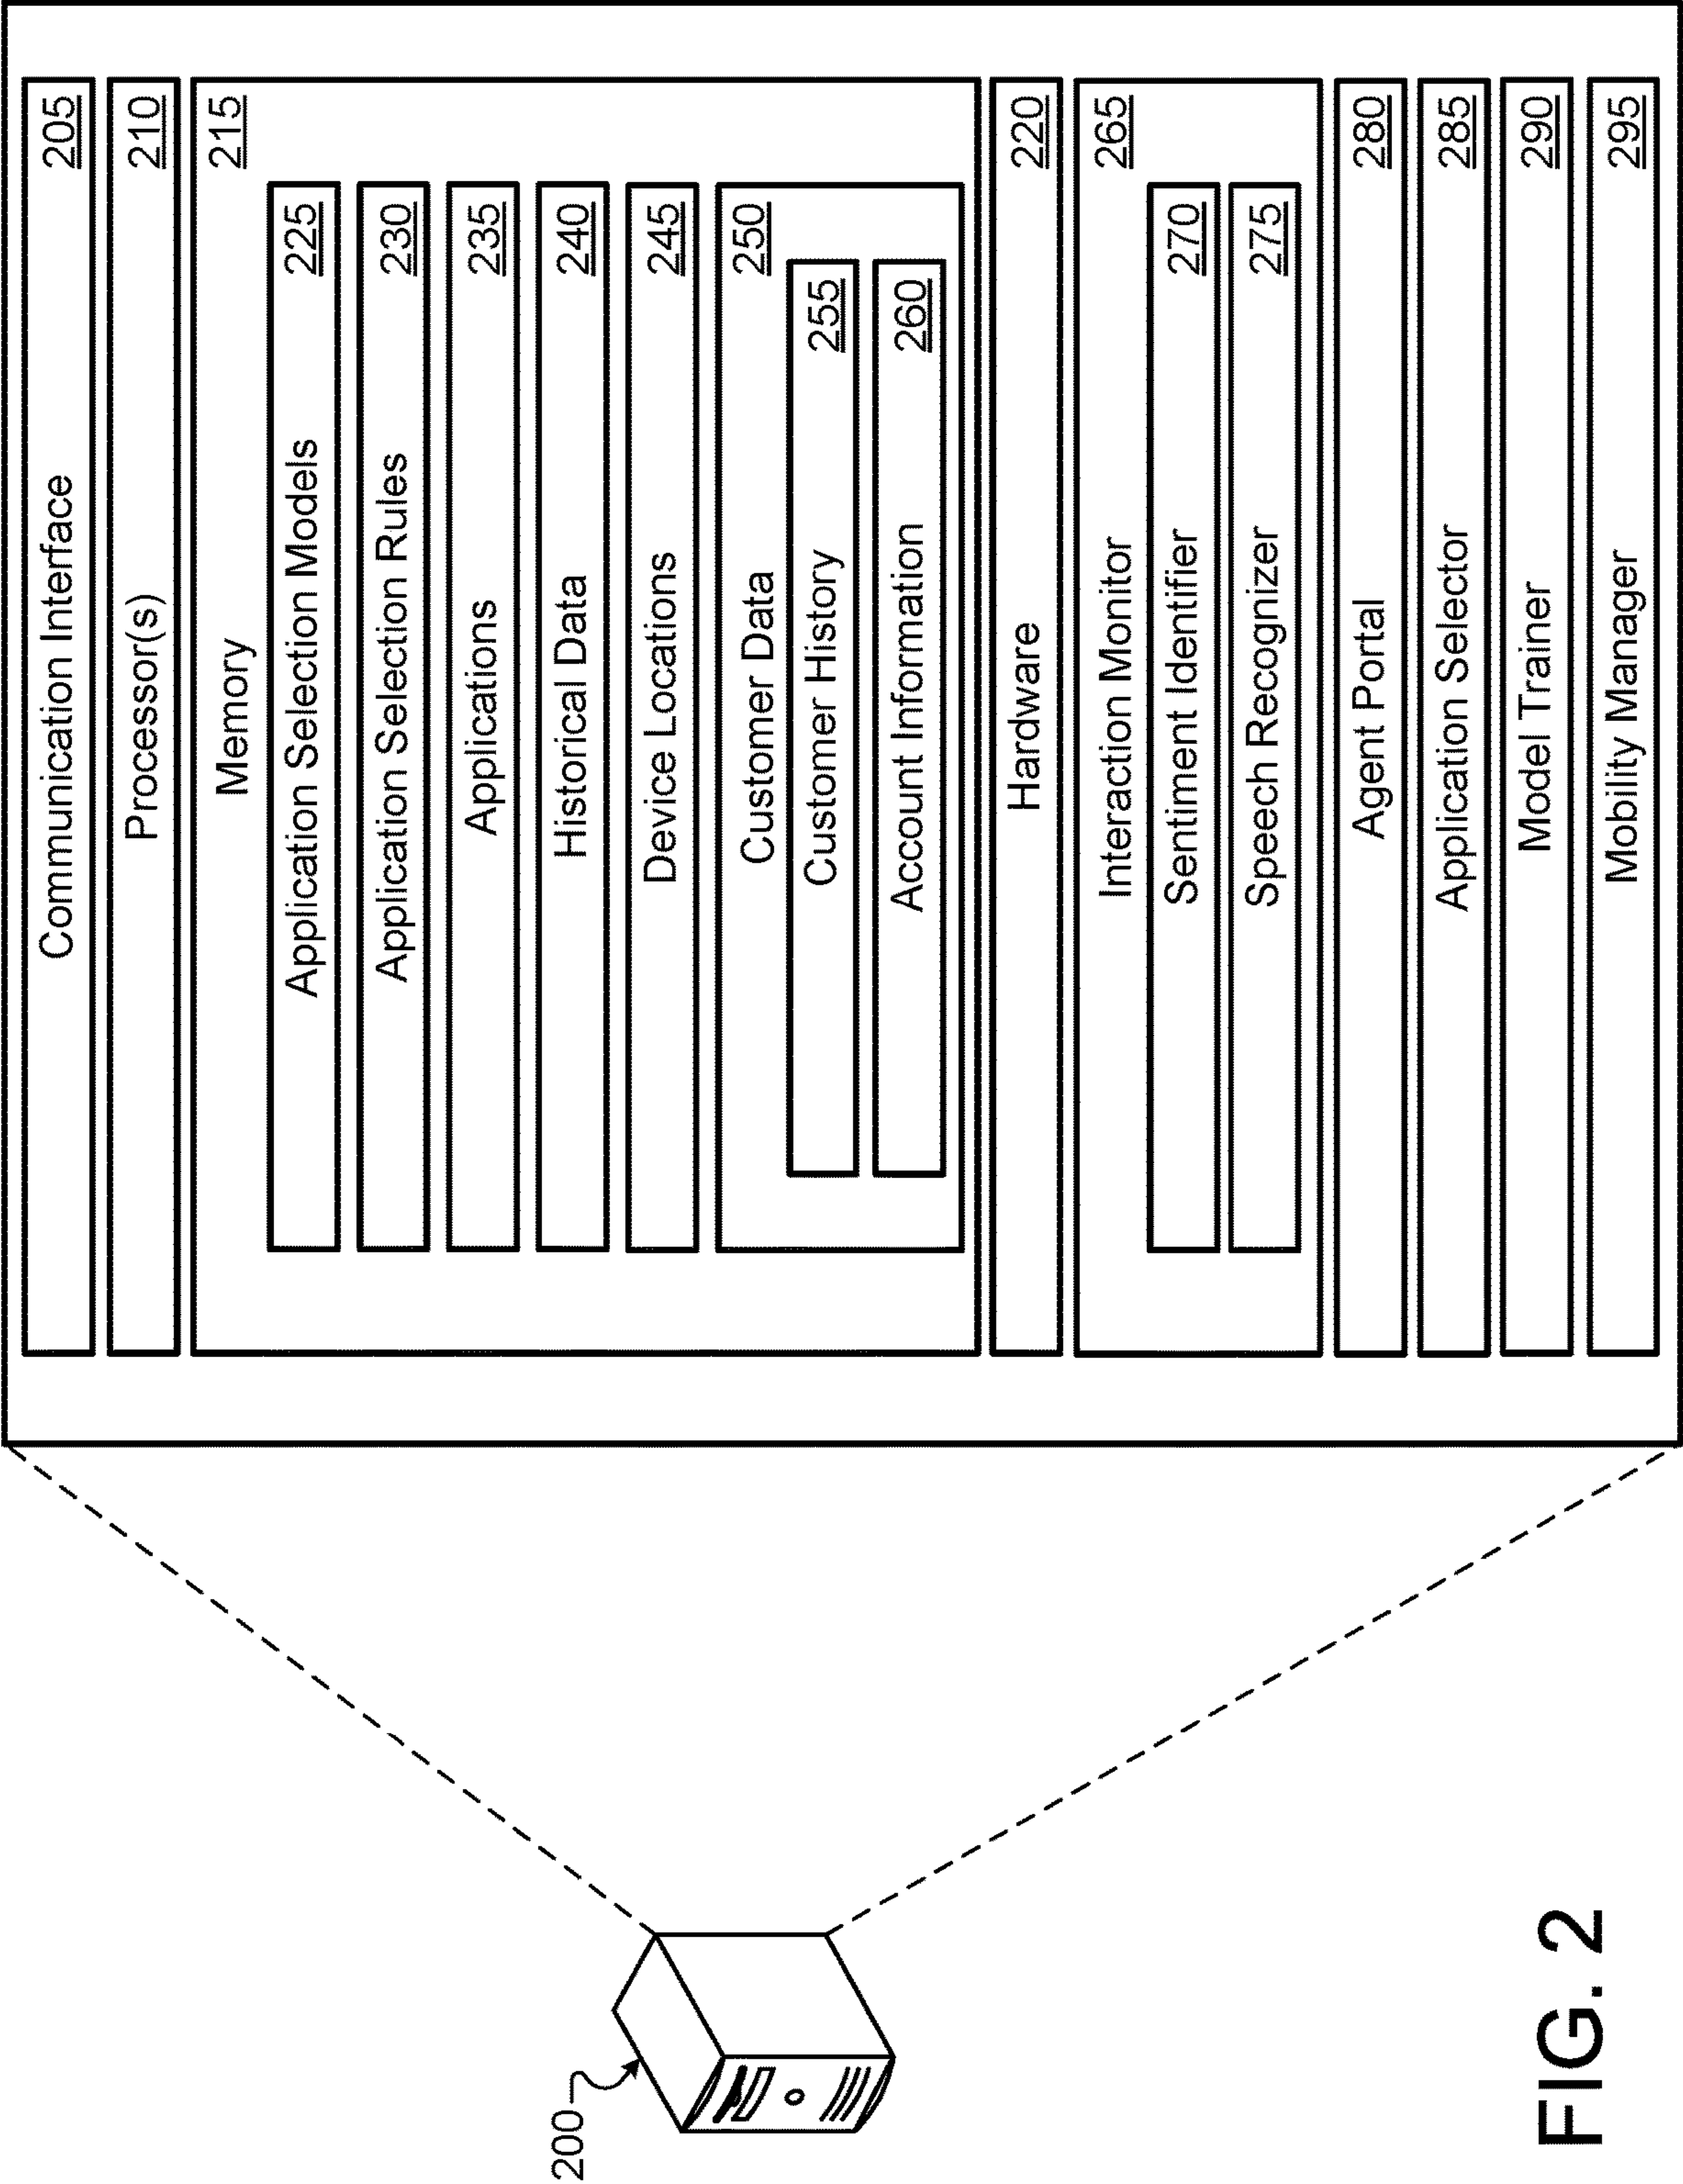 Communication Interface 205
Processor(s) 210
Memory 215
Application Selection Models 225
Application Selection Rules 230
Applications 235
Historical Data 240
Device Locations 245
Customer Data 250
Customer History 255
Account Information 260
Hardware 220
Interaction Monitor 265
Sentiment Identifier 270
Speech Recognizer 275
Agent Portal 280
Application Selector 285
Model Trainer 290
Mobility Manager 295
200
FIG. 2